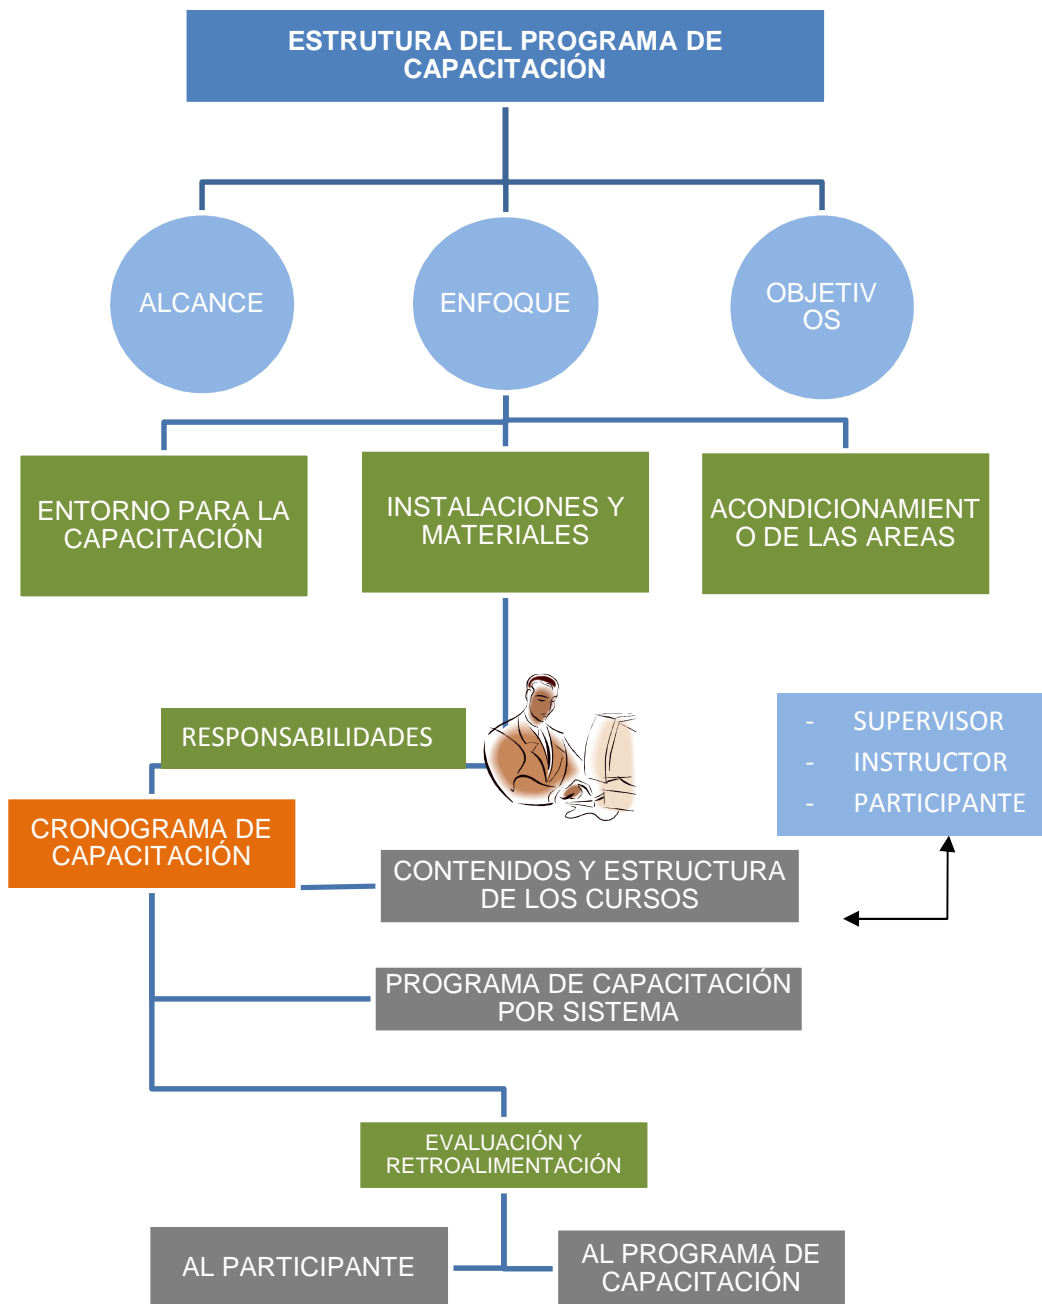 ESTRUTURA DEL PROGRAMA DE
CAPACITACIÓN
ALCANCE
ENFOQUE
OBJETIV
OS
ENTORNO PARA LA
CAPACITACIÓN
INSTALACIONES Y
MATERIALES
ACONDICIONAMIENT
O DE LAS AREAS
RESPONSABILIDADES
- SUPERVISOR
- INSTRUCTOR
- PARTICIPANTE
CRONOGRAMA DE
CAPACITACIÓN
CONTENIDOS Y ESTRUCTURA
DE LOS CURSOS
PROGRAMA DE CAPACITACIÓN
POR SISTEMA
EVALUACIÓN Y
RETROALIMENTACIÓN
AL PARTICIPANTE
AL PROGRAMA DE
CAPACITACIÓN